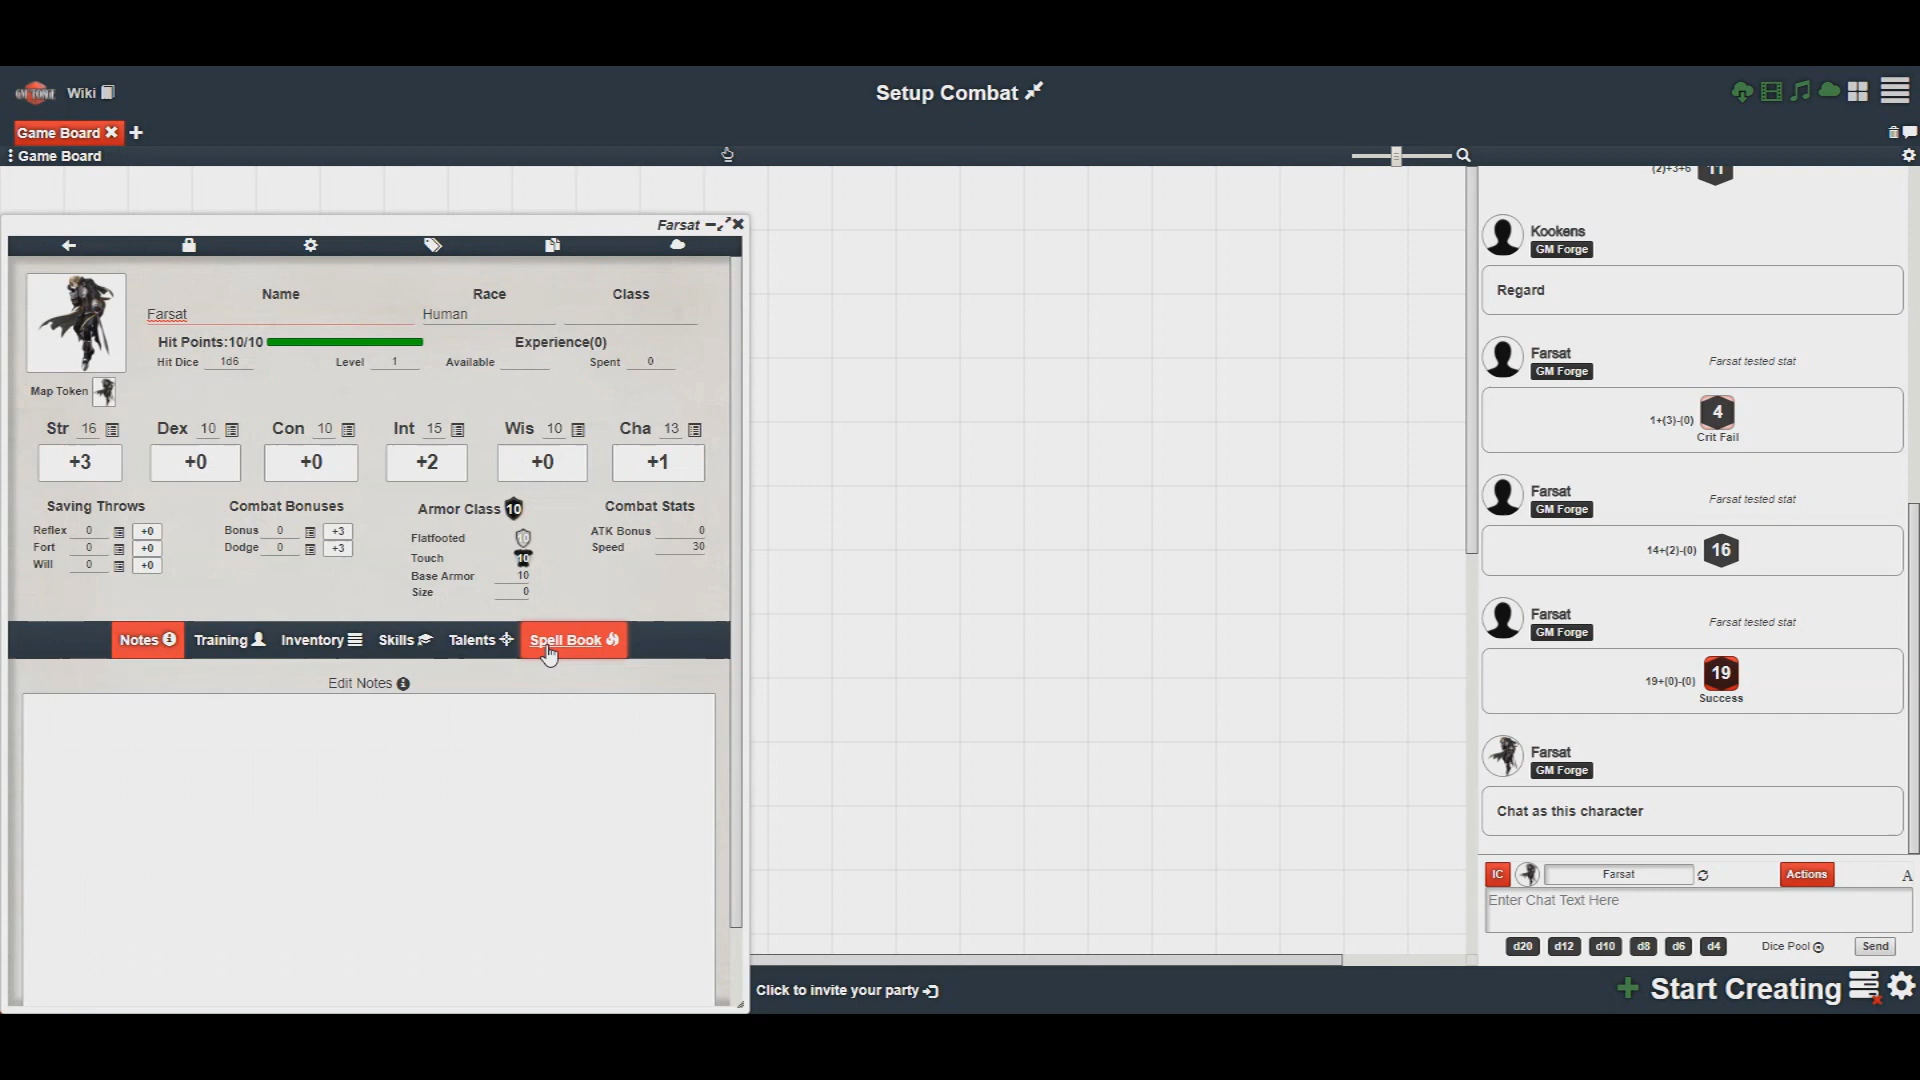 GM FORGE Wiki
Setup Combat
Game Board
Game Board
Farsat
Name Race Class
Farsat Human
Hit Points:10/10 Experience(0)
Hit Dice 1d6 Level 1 Available Spent 0
Map Token
Str 16 Dex 10 Con 10 Int 15 Wis 10 Cha 13
+3 +0 +0 +2 +0 +1
Saving Throws Combat Bonuses Armor Class 10 Combat Stats
Reflex 0 +0 Bonus 0 +3 ATK Bonus 0
Fort 0 +0 Dodge 0 +3 Flatfooted 10 Speed 30
Will 0 +0 Touch 10
Base Armor 10
Size 0
Notes Training Inventory Skills Talents Spell Book
Edit Notes
(2)+3+6 11
Kookens
GM Forge
Regard
Farsat Farsat tested stat
GM Forge
1+(3)-(0) 4
Crit Fail
Farsat Farsat tested stat
GM Forge
14+(2)-(0) 16
Farsat Farsat tested stat
GM Forge
19+(0)-(0) 19
Success
Farsat
GM Forge
Chat as this character
IC Farsat Actions A
Enter Chat Text Here
d20 d12 d10 d8 d6 d4 Dice Pool Send
Click to invite your party
Start Creating